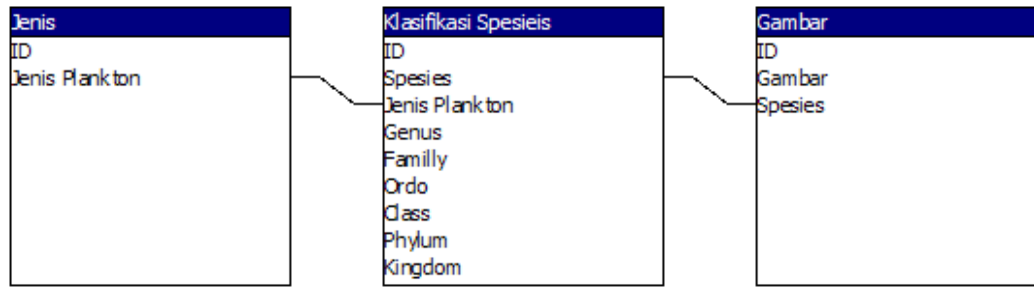 Jenis
ID
Jenis Plankton
Klasifikasi Spesieis
ID
Spesies
Jenis Plankton
Genus
Familly
Ordo
Class
Phylum
Kingdom
Gambar
ID
Gambar
Spesies